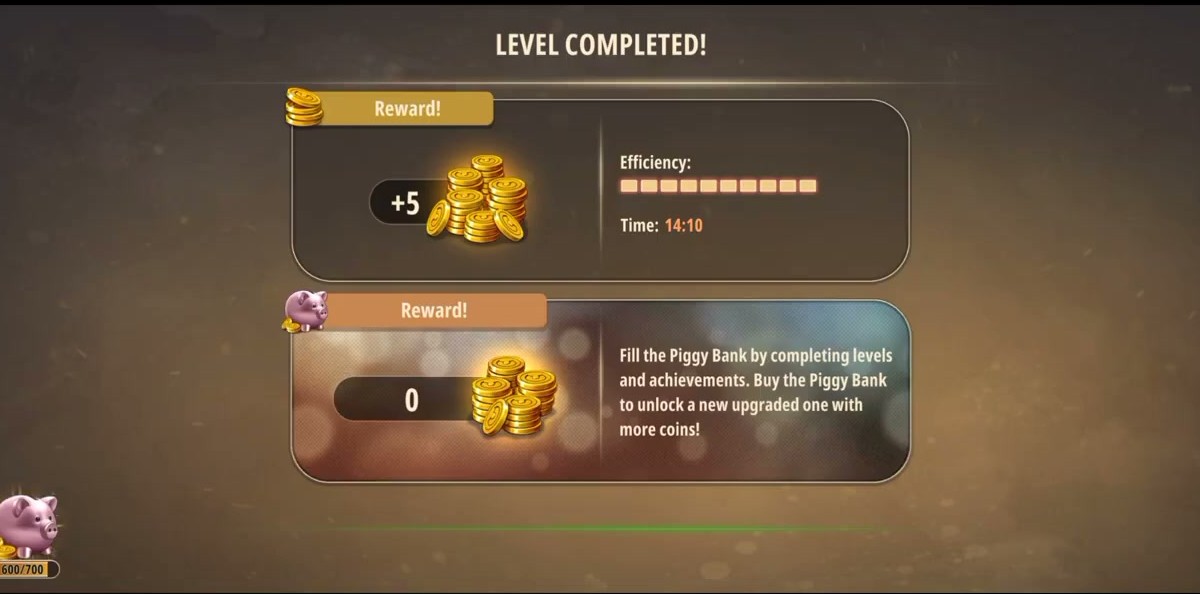 LEVEL COMPLETED!
Reward!
+5
Efficiency:
Time: 14:10
Reward!
0
Fill the Piggy Bank by completing levels
and achievements. Buy the Piggy Bank
to unlock a new upgraded one with
more coins!
600/700